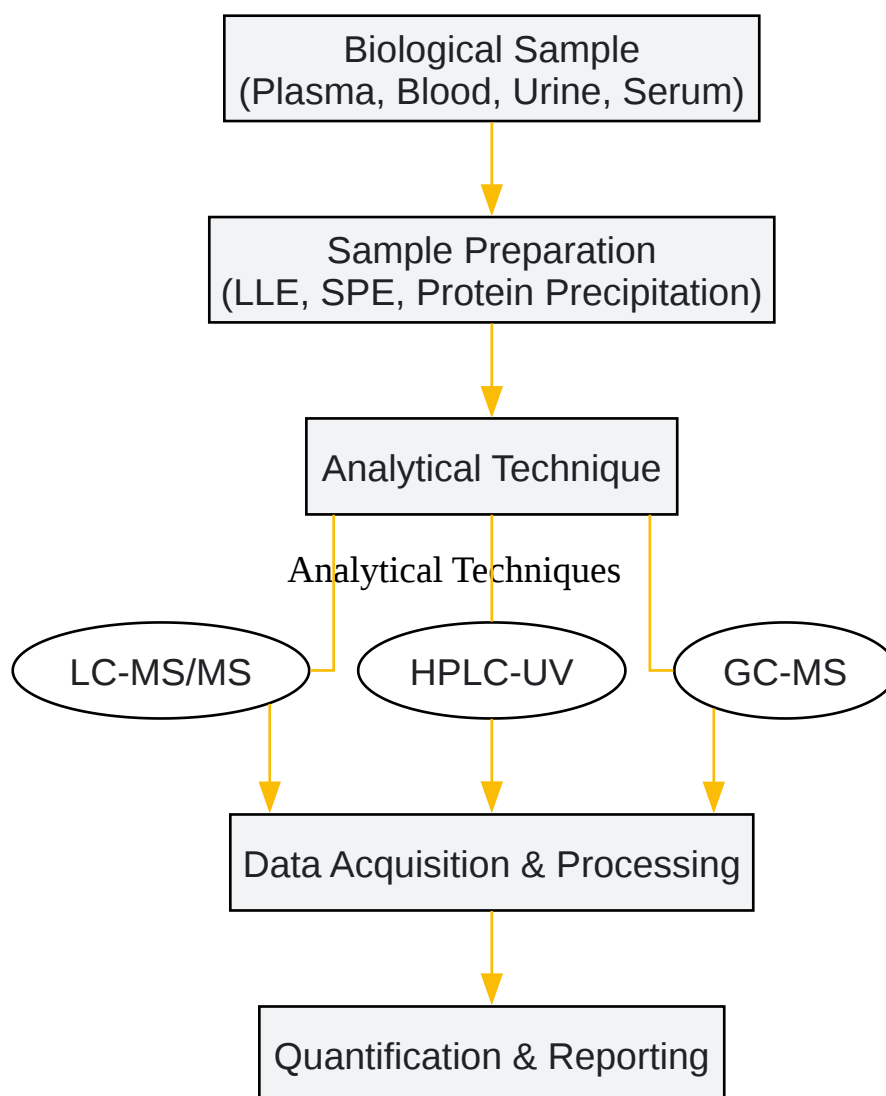 Biological Sample
(Plasma, Blood, Urine, Serum)
Sample Preparation
(LLE, SPE, Protein Precipitation)
Analytical Technique
Analytical Techniques
LC-MS/MS
HPLC-UV
GC-MS
Data Acquisition & Processing
Quantification & Reporting